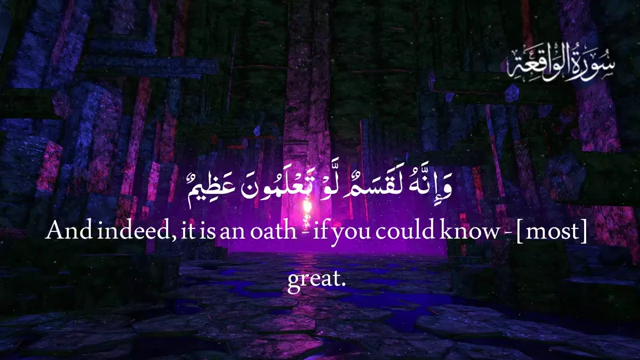 سُورَةُ الوَاقِعَة
وَإِنَّهُ لَقَسَمٌ لَّوْ تَعْلَمُونَ عَظِيمٌ
And indeed, it is an oath - if you could know - [most]
great.